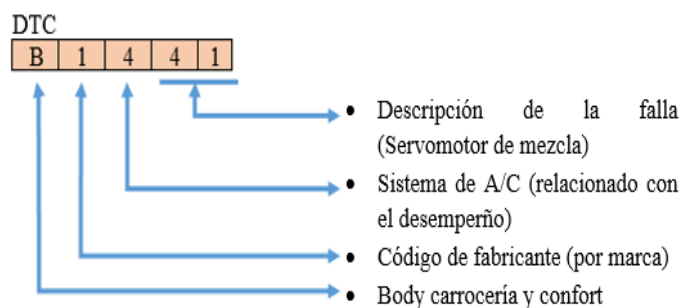 DTC
B 1 4 4 1
• Descripción de la falla
(Servomotor de mezcla)
• Sistema de A/C (relacionado con
el desemperño)
• Código de fabricante (por marca)
• Body carrocería y confort